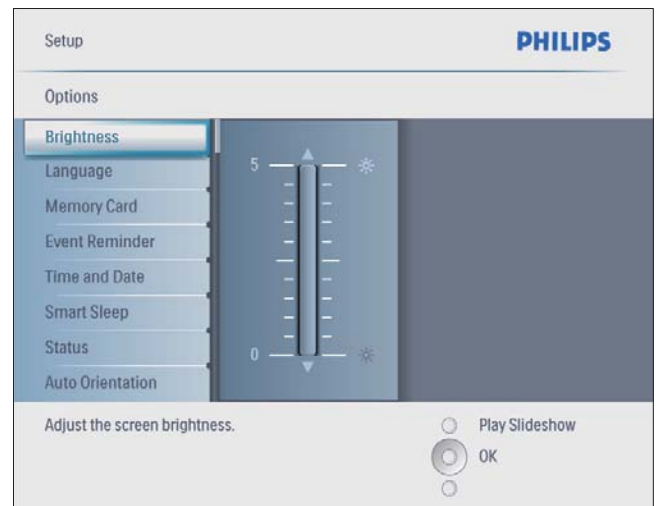 Setup
PHILIPS
Options
Brightness
Language
Memory Card
Event Reminder
Time and Date
Smart Sleep
Status
Auto Orientation
5
0
Adjust the screen brightness.
Play Slideshow
OK